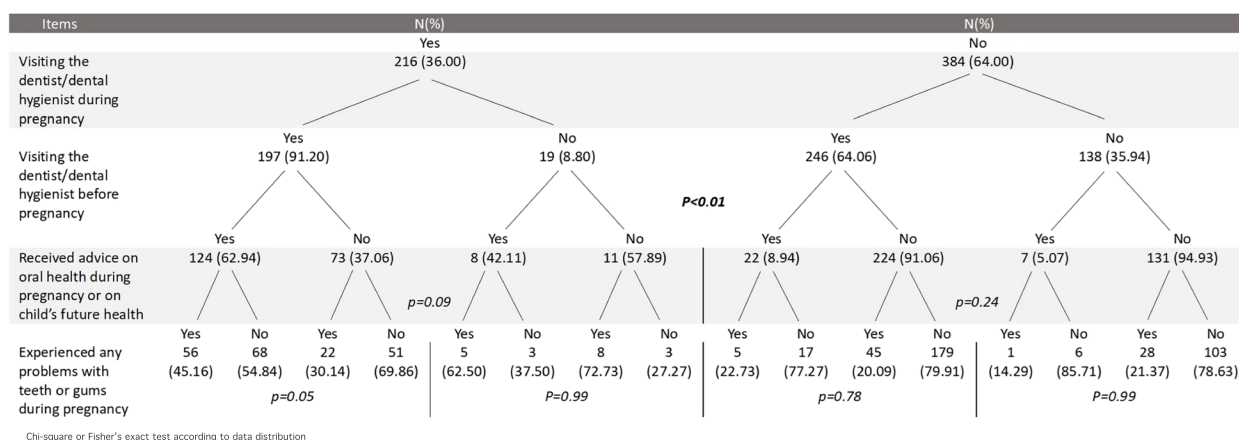 Items N(%) N(%)
Yes No
Visiting the 216 (36.00) 384 (64.00)
dentist/dental
hygienist during
pregnancy
Yes No Yes No
Visiting the 197 (91.20) 19 (8.80) 246 (64.06) 138 (35.94)
dentist/dental
hygienist before
pregnancy P<0.01
Yes No Yes No Yes No Yes No
Received advice on 124 (62.94) 73 (37.06) 8 (42.11) 11 (57.89) 22 (8.94) 224 (91.06) 7 (5.07) 131 (94.93)
oral health during
pregnancy or on p=0.09 p=0.24
child's future health
Yes No Yes No Yes No Yes No Yes No Yes No Yes No Yes No
Experienced any 56 68 22 51 5 3 8 3 5 17 45 179 1 6 28 103
problems with (45.16) (54.84) (30.14) (69.86) (62.50) (37.50) (72.73) (27.27) (22.73) (77.27) (20.09) (79.91) (14.29) (85.71) (21.37) (78.63)
teeth or gums p=0.05 P=0.99 p=0.78 P=0.99
during pregnancy
Chi-square or Fisher's exact test according to data distribution